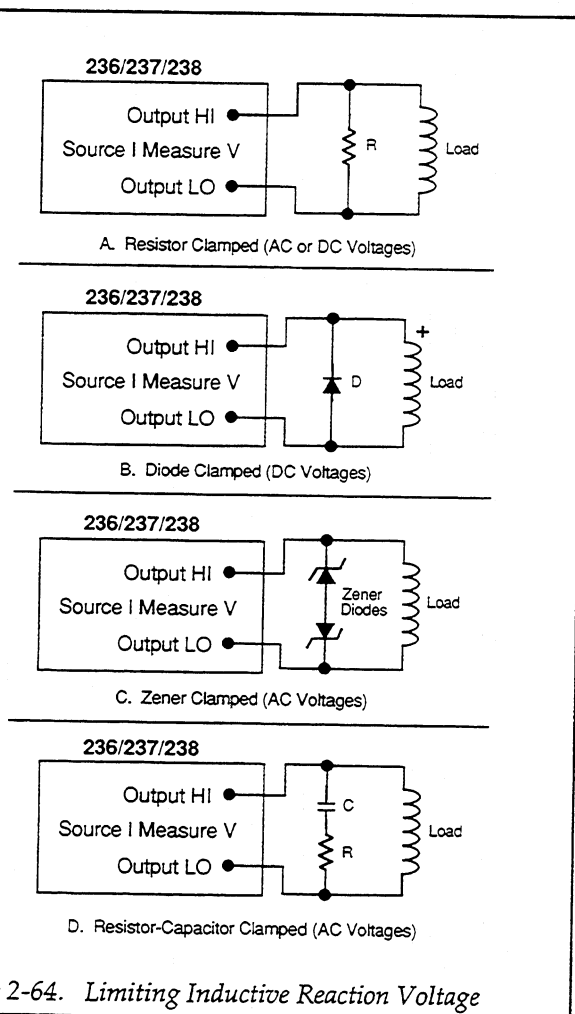 236/237/238
Output HI
Source I Measure V
Output LO
R
Load
A. Resistor Clamped (AC or DC Voltages)
236/237/238
Output HI
Source I Measure V
Output LO
D
+
Load
B. Diode Clamped (DC Voltages)
236/237/238
Output HI
Source I Measure V
Output LO
Zener
Diodes
Load
C. Zener Clamped (AC Voltages)
236/237/238
Output HI
Source I Measure V
Output LO
C
R
Load
D. Resistor-Capacitor Clamped (AC Voltages)
2-64. Limiting Inductive Reaction Voltage